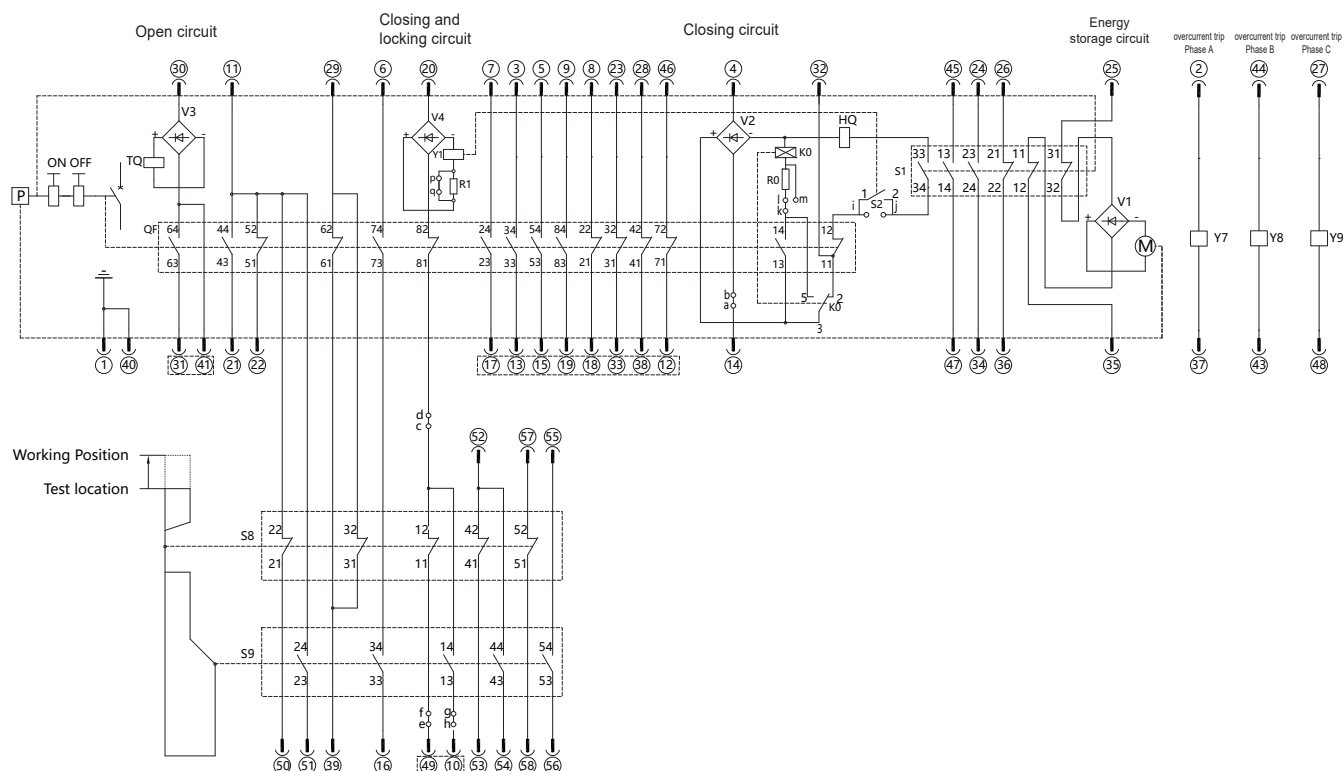 Open circuit
Closing and
locking circuit
Closing circuit
Energy
storage circuit
overcurrent trip
Phase A
overcurrent trip
Phase B
overcurrent trip
Phase C
30 11 29 6 20 7 3 5 9 8 23 28 46 4 32 45 24 26 25 2 44 27
V3 V4 V2 HQ
+ - + - + -
ON OFF TQ Y1 K0
P p q R1 R0 l k m
1 2 S2 i j
S1 33 13 23 21 11 31
34 14 24 22 12 32
V1 + - M
Y7 Y8 Y9
QF 64 44 52 62 74 82 24 34 54 84 22 32 42 72 14 12
63 43 51 61 73 81 23 33 53 83 21 31 41 71 13 11
b a 5 2 K0 3
1 40 31 41 21 22 17 13 15 19 18 33 38 12 14 47 34 36 35 37 43 48
d
c
52 57 55
Working Position
Test location
S8 22 32 12 42 52
21 31 11 41 51
S9 24 34 14 44 54
23 33 13 43 53
f g
e h
50 51 39 16 49 10 53 54 58 56